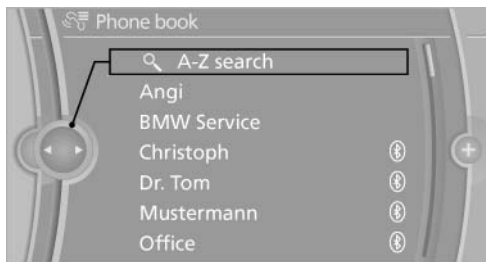 Phone book
A-Z search
Angi
BMW Service
Christoph
Dr. Tom
Mustermann
Office